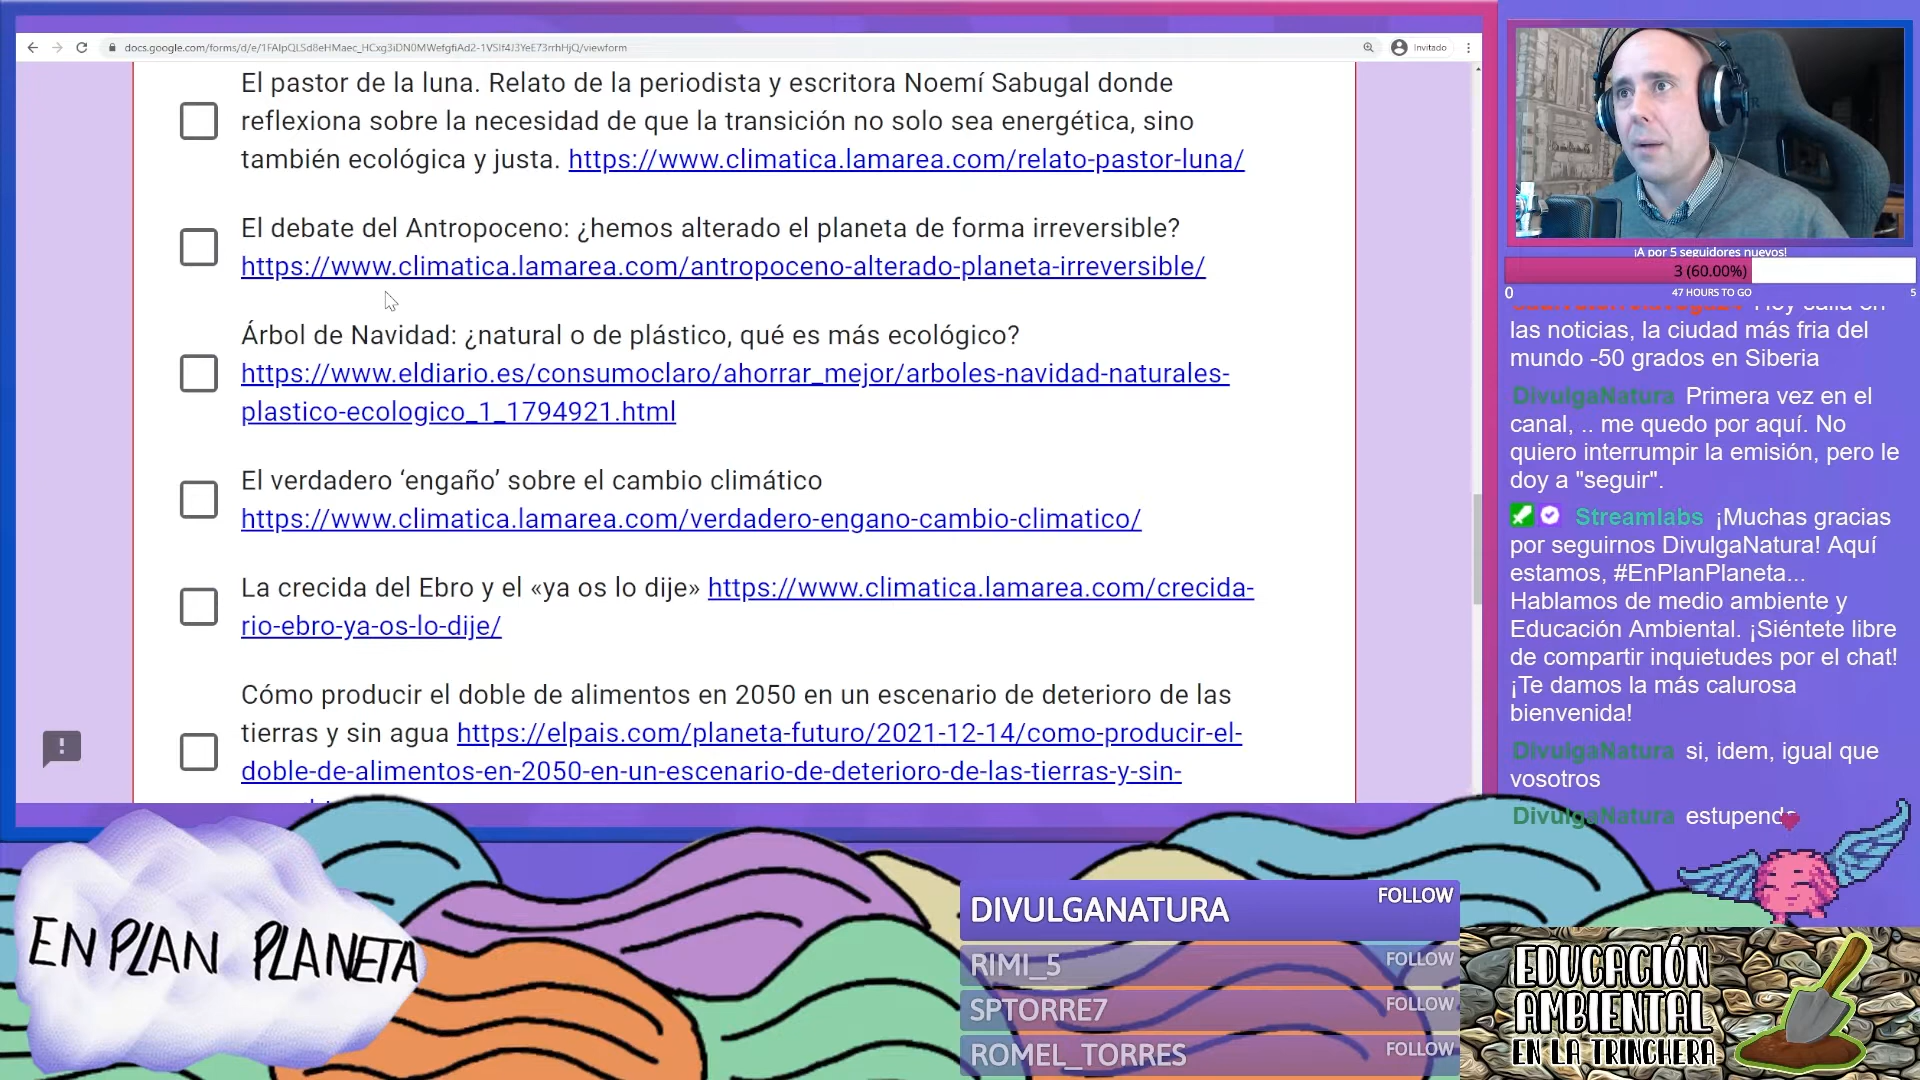 docs.google.com/forms/d/e/1FAIpQLSd8eHMaec_HCxg3iDN0MWefgfiAd2-1VSIf4J3YeE73rrhHjQ/viewform
Invitado
El pastor de la luna. Relato de la periodista y escritora Noemí Sabugal donde
reflexiona sobre la necesidad de que la transición no solo sea energética, sino
también ecológica y justa. https://www.climatica.lamarea.com/relato-pastor-luna/
El debate del Antropoceno: ¿hemos alterado el planeta de forma irreversible?
https://www.climatica.lamarea.com/antropoceno-alterado-planeta-irreversible/
Árbol de Navidad: ¿natural o de plástico, qué es más ecológico?
https://www.eldiario.es/consumoclaro/ahorrar_mejor/arboles-navidad-naturales-
plastico-ecologico_1_1794921.html
El verdadero ‘engaño’ sobre el cambio climático
https://www.climatica.lamarea.com/verdadero-engano-cambio-climatico/
La crecida del Ebro y el «ya os lo dije» https://www.climatica.lamarea.com/crecida-
rio-ebro-ya-os-lo-dije/
Cómo producir el doble de alimentos en 2050 en un escenario de deterioro de las
tierras y sin agua https://elpais.com/planeta-futuro/2021-12-14/como-producir-el-
doble-de-alimentos-en-2050-en-un-escenario-de-deterioro-de-las-tierras-y-sin-
¡A por 5 seguidores nuevos!
3 (60.00%)
0
47 HOURS TO GO
5
Hoy salía en
las noticias, la ciudad más fria del
mundo -50 grados en Siberia
DivulgaNatura Primera vez en el
canal, .. me quedo por aquí. No
quiero interrumpir la emisión, pero le
doy a "seguir".
Streamlabs ¡Muchas gracias
por seguirnos DivulgaNatura! Aquí
estamos, #EnPlanPlaneta...
Hablamos de medio ambiente y
Educación Ambiental. ¡Siéntete libre
de compartir inquietudes por el chat!
¡Te damos la más calurosa
bienvenida!
DivulgaNatura si, idem, igual que
vosotros
DivulgaNatura estupendo
EN PLAN PLANETA
DIVULGANATURA FOLLOW
RIMI_5 FOLLOW
SPTORRE7 FOLLOW
ROMEL_TORRES FOLLOW
EDUCACIÓN
AMBIENTAL
EN LA TRINCHERA